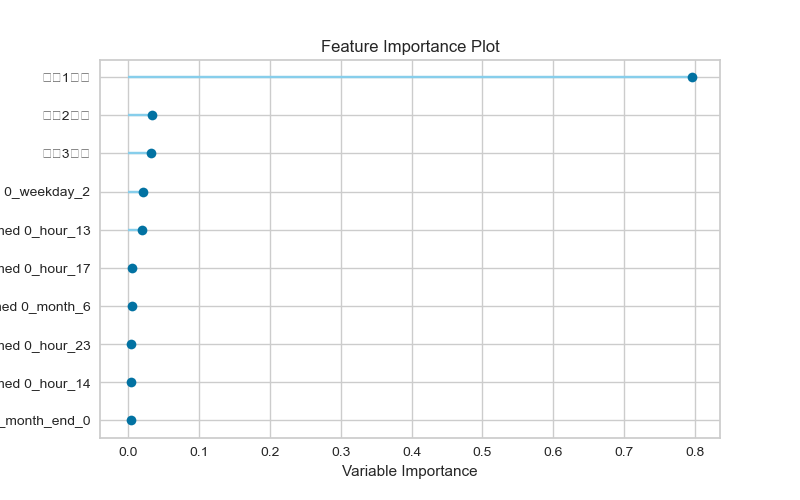 Feature Importance Plot
□□1□□
□□2□□
□□3□□
0_weekday_2
ned 0_hour_13
ned 0_hour_17
ned 0_month_6
ned 0_hour_23
ned 0_hour_14
_month_end_0
0.0 0.1 0.2 0.3 0.4 0.5 0.6 0.7 0.8
Variable Importance